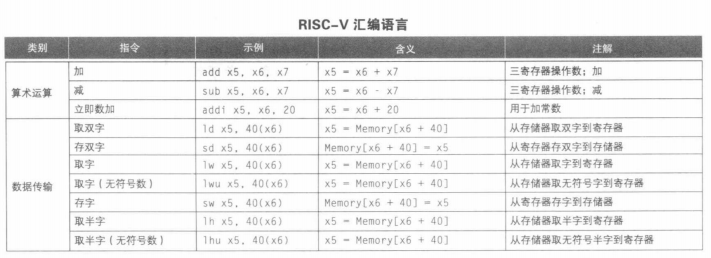 RISC-V 汇编语言
类别 指令 示例 含义 注解
算术运算 加 add x5, x6, x7 x5 = x6 + x7 三寄存器操作数；加
减 sub x5, x6, x7 x5 = x6 - x7 三寄存器操作数；减
立即数加 addi x5, x6, 20 x5 = x6 + 20 用于加常数
数据传输 取双字 ld x5, 40(x6) x5 = Memory[x6 + 40] 从存储器取双字到寄存器
存双字 sd x5, 40(x6) Memory[x6 + 40] = x5 从寄存器存双字到存储器
取字 lw x5, 40(x6) x5 = Memory[x6 + 40] 从存储器取字到寄存器
取字（无符号数） lwu x5, 40(x6) x5 = Memory[x6 + 40] 从存储器取无符号字到寄存器
存字 sw x5, 40(x6) Memory[x6 + 40] = x5 从寄存器存字到存储器
取半字 lh x5, 40(x6) x5 = Memory[x6 + 40] 从存储器取半字到寄存器
取半字（无符号数） lhu x5, 40(x6) x5 = Memory[x6 + 40] 从存储器取无符号半字到寄存器